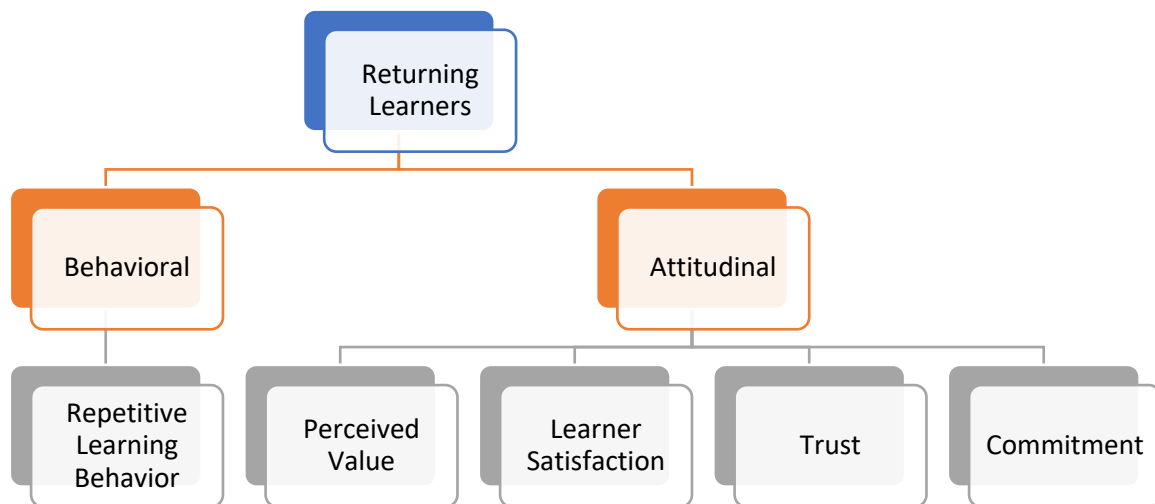 Returning
Learners
Behavioral
Attitudinal
Repetitive
Learning
Behavior
Perceived
Value
Learner
Satisfaction
Trust
Commitment